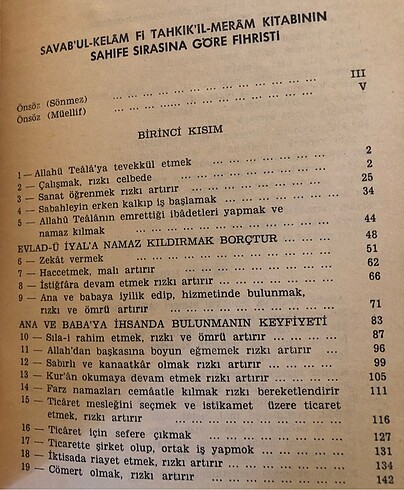 SAVAB'UL-KELÂM Fİ TAHKIK'İL-MERÂM KİTABININ
SAHİFE SIRASINA GÖRE FİHRİSTİ
Önsöz (Sönmez) ... ... ... ... ... ... ... ... ... III
Önsöz (Müellif) ... ... ... ... ... ... ... ... ... V
BİRİNCİ KISIM
1 — Allahû Teâlâ'ya tevekkül etmek ... ... ... ... ... ... 2
2 — Çalışmak, rızkı celbede ... ... ... ... ... ... ... 2
3 — Sanat öğrenmek rızkı artırır ... ... ... ... ... ... 25
4 — Sabahleyin erken kalkıp iş başlamak ... ... ... ... ... 34
5 — Allahû Teâlânın emrettiği ibâdetleri yapmak ve
namaz kılmak ... ... ... ... ... ... ... ... 44
EVLAD-Ü İYAL'A NAMAZ KILDIRMAK BORÇTUR ... ... ... 48
6 — Zekât vermek ... ... ... ... ... ... ... ... 51
7 — Haccetmek, malı artırır ... ... ... ... ... ... ... 62
8 — İstiğfâra devam etmek rızkı artırır ... ... ... ... ... 66
9 — Ana ve babaya iyilik edip, hizmetinde bulunmak,
rızkı ve ömrü artırır ... ... ... ... ... ... 71
ANA VE BABA'YA İHSANDA BULUNMANIN KEYFİYETİ ... 83
10 — Sıla-i rahim etmek, rızkı ve ömrü artırır ... ... ... 87
11 — Allah'dan başkasına boyun eğmemek rızkı artırır ... ... 96
12 — Sabırlı ve kanaatkâr olmak rızkı artırır ... ... ... ... 99
13 — Kur'ân okumaya devam etmek rızkı artırır ... ... ... 105
14 — Farz namazları cemâatle kılmak rızkı bereketlendirir 111
15 — Ticâret mesleğini seçmek ve istikamet üzere ticaret
etmek, rızkı artırır ... ... ... ... ... ... 116
16 — Ticâret için sefere çıkmak ... ... ... ... ... ... 127
17 — Ticarette şirket olup, ortak iş yapmok ... ... ... ... 131
18 — İktisada riayet etmek, rızkı artırır ... ... ... ... ... 134
19 — Cömert olmak, rızkı artırır ... ... ... ... ... ... 142